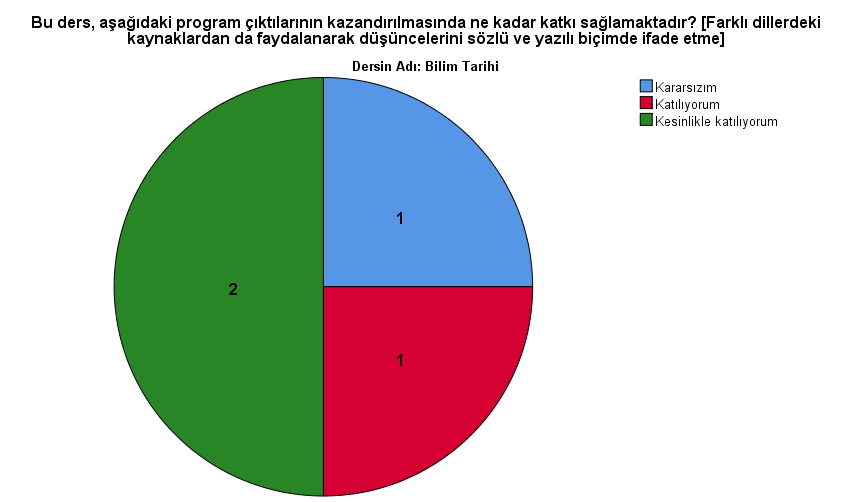 Bu ders, aşağıdaki program çıktılarının kazandırılmasında ne kadar katkı sağlamaktadır? [Farklı dillerdeki
kaynaklardan da faydalanarak düşüncelerini sözlü ve yazılı biçimde ifade etme]
Dersin Adı: Bilim Tarihi
Kararsızım
Katılıyorum
Kesinlikle katılıyorum
1
2
1